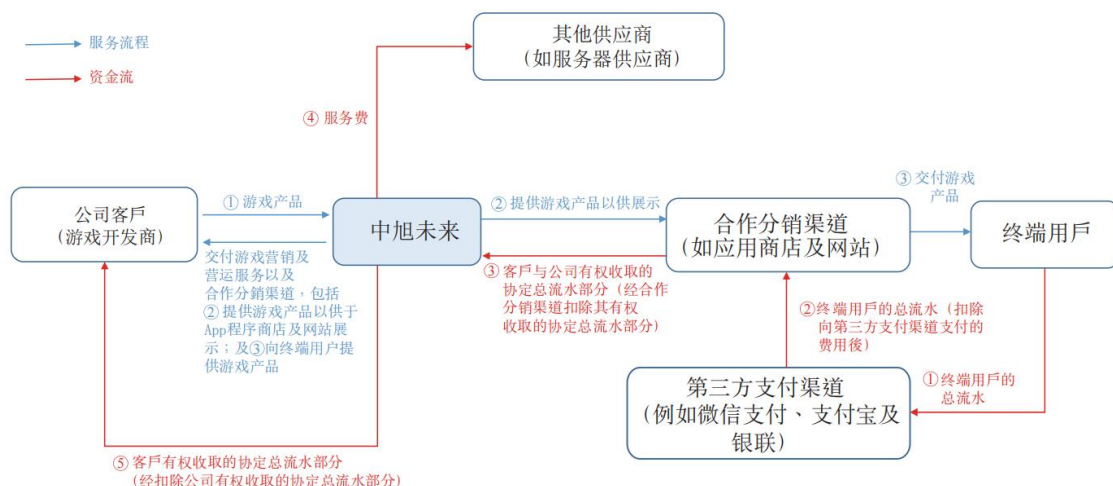 服务流程
资金流
其他供应商
(如服务器供应商)
④ 服务费
公司客戶
(游戏开发商)
① 游戏产品
交付游戏营销及
营运服务以及
合作分銷渠道，包括
② 提供游戏产品以供于
App程序商店及网站展
示；及③向终端用户提
供游戏产品
中旭未来
② 提供游戏产品以供展示
③ 客戶与公司有权收取的
协定总流水部分（经合作
分销渠道扣除其有权
收取的协定总流水部分）
合作分销渠道
(如应用商店及网站)
③ 交付游戏
产品
终端用戶
②终端用戶的总流水（扣除
向第三方支付渠道支付的
费用後）
①终端用戶的
总流水
第三方支付渠道
(例如微信支付、支付宝及
银联)
⑤ 客戶有权收取的协定总流水部分
(经扣除公司有权收取的协定总流水部分)